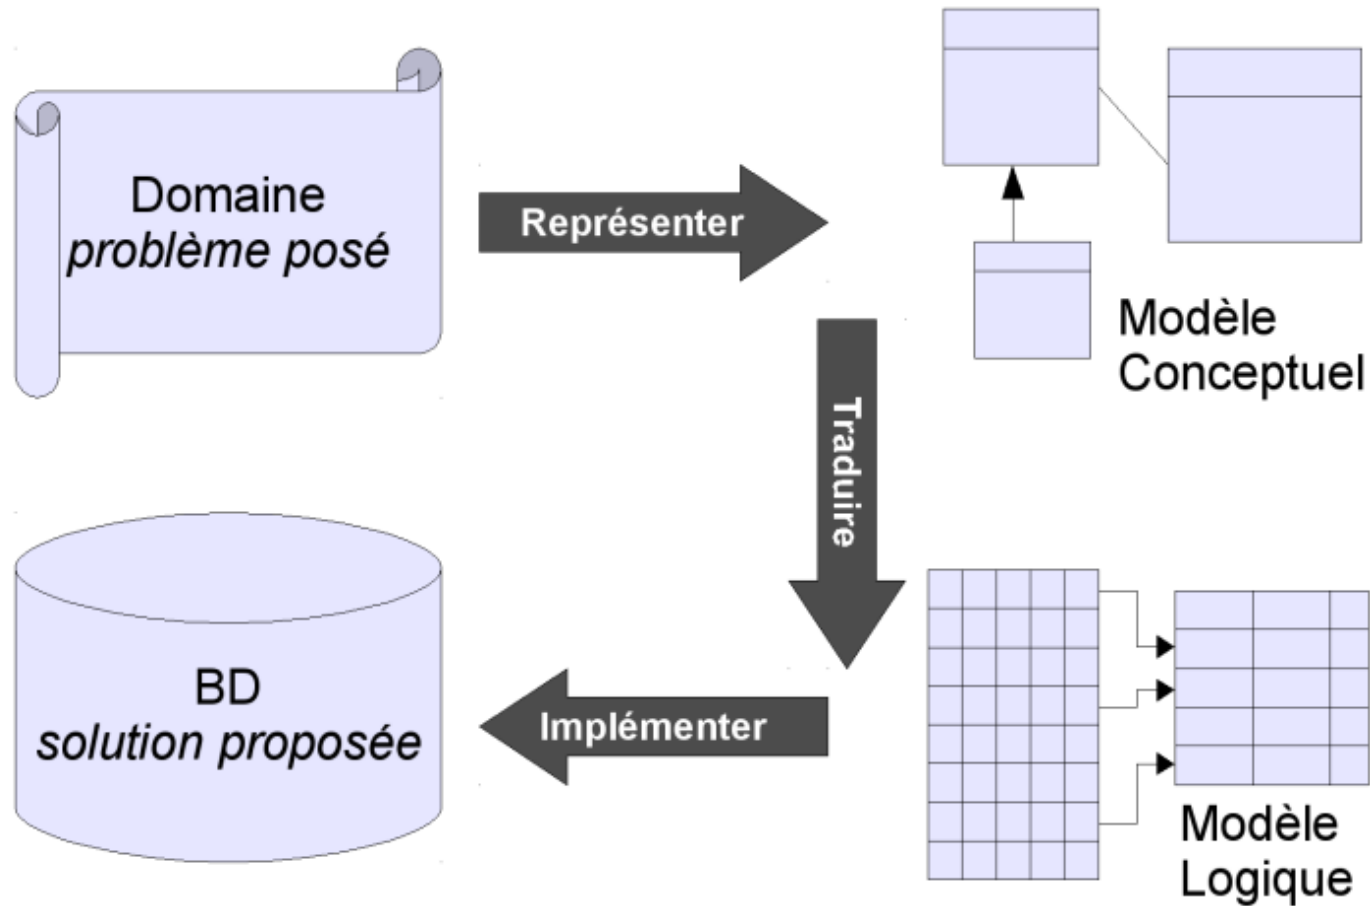 Domaine
problème posé
Représenter
Modèle
Conceptuel
Traduire
BD
solution proposée
Implémenter
Modèle
Logique